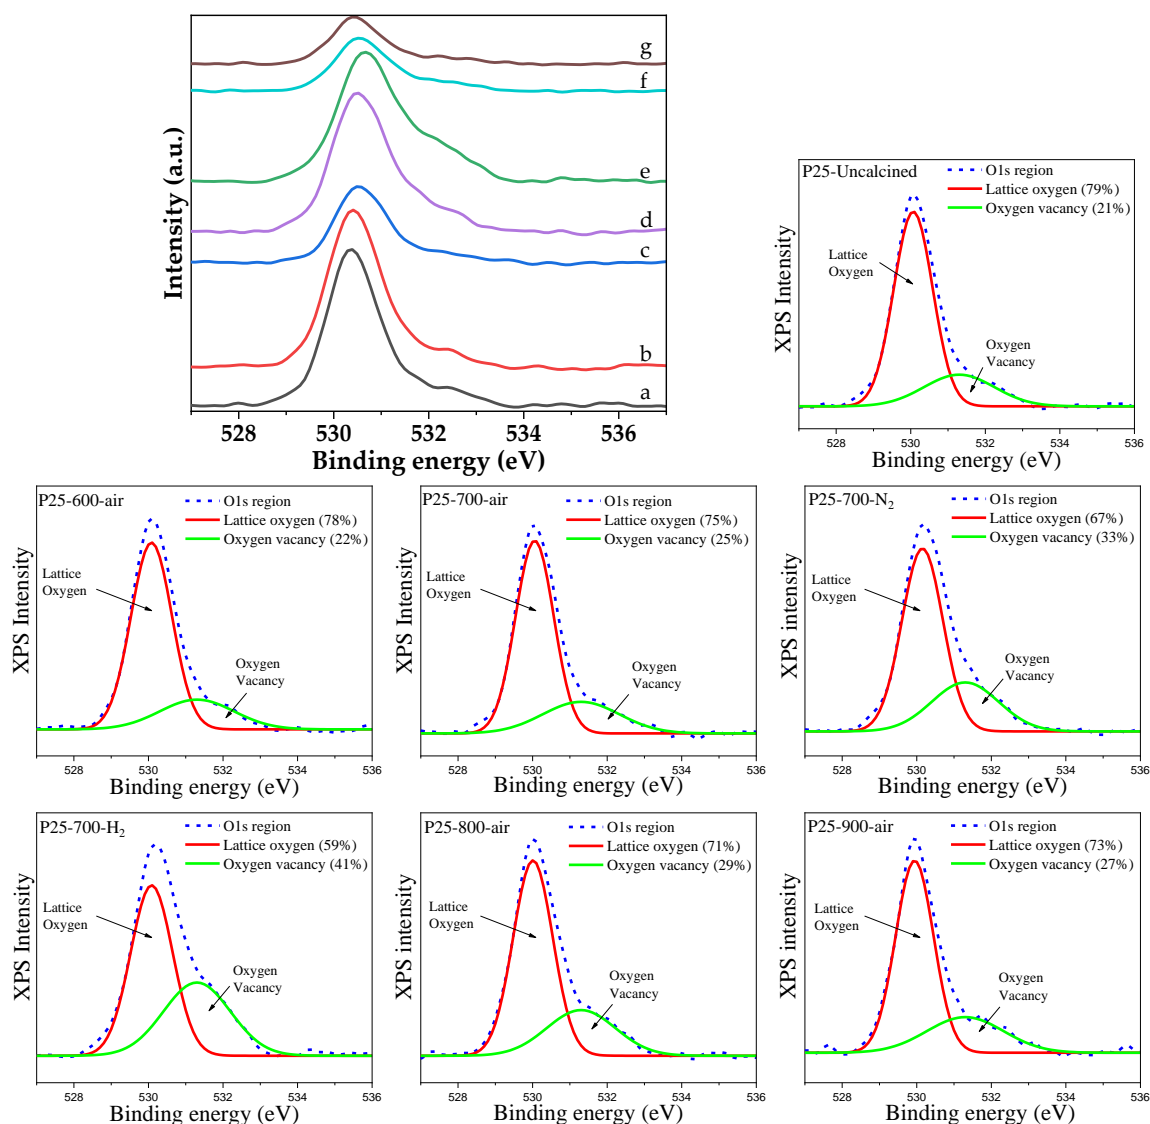 Intensity (a.u.)
g
f
e
d
c
b
a
528 530 532 534 536
Binding energy (eV)
P25-Uncalcined
O1s region
Lattice oxygen (79%)
Oxygen vacancy (21%)
Lattice
Oxygen
Oxygen
Vacancy
XPS Intensity
528 530 532 534 536
Binding energy (eV)
P25-600-air
O1s region
Lattice oxygen (78%)
Oxygen vacancy (22%)
Lattice
Oxygen
Oxygen
Vacancy
XPS Intensity
528 530 532 534 536
Binding energy (eV)
P25-700-air
O1s region
Lattice oxygen (75%)
Oxygen vacancy (25%)
Lattice
Oxygen
Oxygen
Vacancy
XPS Intensity
528 530 532 534 536
Binding energy (eV)
P25-700-N₂
O1s region
Lattice oxygen (67%)
Oxygen vacancy (33%)
Lattice
Oxygen
Oxygen
Vacancy
XPS intensity
528 530 532 534 536
Binding energy (eV)
P25-700-H₂
O1s region
Lattice oxygen (59%)
Oxygen vacancy (41%)
Lattice
Oxygen
Oxygen
Vacancy
XPS Intensity
528 530 532 534 536
Binding energy (eV)
P25-800-air
O1s region
Lattice oxygen (71%)
Oxygen vacancy (29%)
Lattice
Oxygen
Oxygen
Vacancy
XPS intensity
528 530 532 534 536
Binding energy (eV)
P25-900-air
O1s region
Lattice oxygen (73%)
Oxygen vacancy (27%)
Lattice
Oxygen
Oxygen
Vacancy
XPS intensity
528 530 532 534 536
Binding energy (eV)